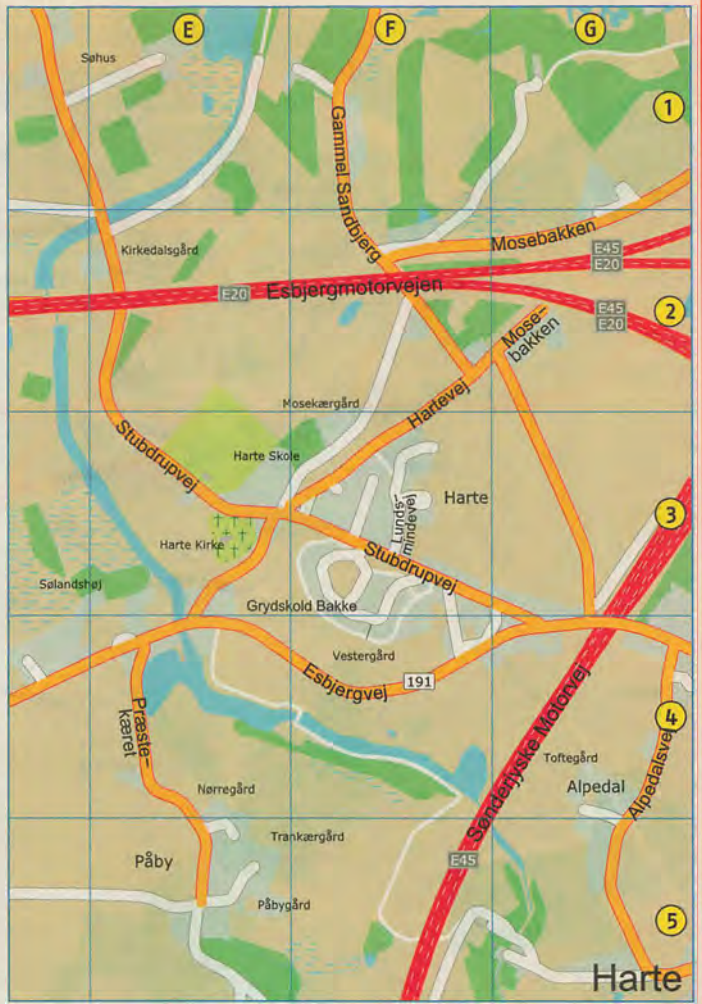 E
F
G
Søhus
1
Gammel Sandbjerg
Mosebakken
Kirkedalsgård
E45
E20
E20
Esbjergmotorvejen
E45
E20
2
Mose-
bakken
Hartevej
Mosekærgård
Stubdrupvej
Harte Skole
Harte
Lunds-
mindevej
3
Harte Kirke
Stubdrupvej
Sølandshøj
Grydskold Bakke
Vestergård
Esbjergvej
191
Præste-
kæret
4
Sønderjyske Motorvej
Toftegård
Alpedal
Alpedalsvej
Nørregård
Trankærgård
Påby
E45
Påbygård
5
Harte